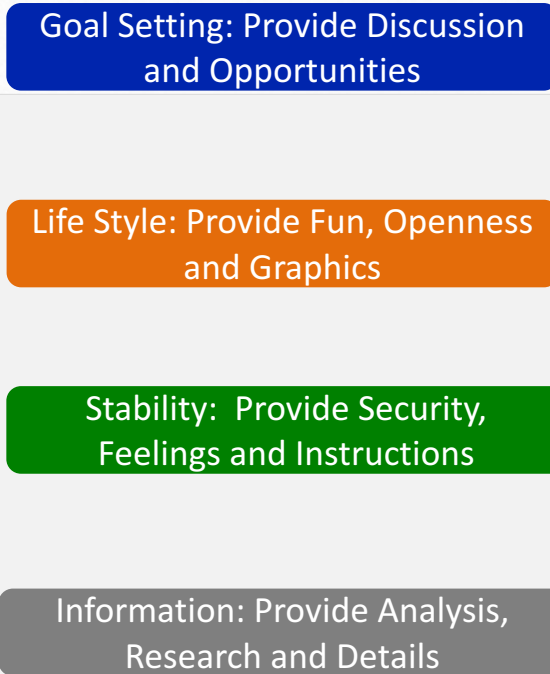 Goal Setting: Provide Discussion
and Opportunities
Life Style: Provide Fun, Openness
and Graphics
Stability:  Provide Security,
Feelings and Instructions
Information: Provide Analysis,
Research and Details